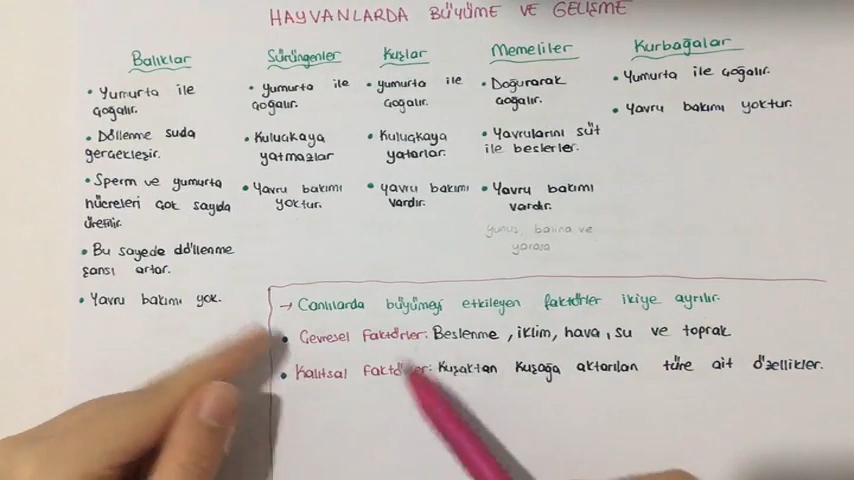 HAYVANLARDA BÜYÜME VE GELİŞME
Balıklar
• Yumurta ile
çoğalır.
• Döllenme suda
gerçekleşir.
• Sperm ve yumurta
hücreleri çok sayıda
üretilir.
• Bu sayede döllenme
şansı artar.
• Yavru bakımı yok.
Sürüngenler
• yumurta ile
çoğalır.
• Kuluçkaya
yatmazlar
• Yavru bakımı
yoktur.
Kuşlar
• yumurta ile
çoğalır.
• Kuluçkaya
yatarlar.
• yavru bakımı
vardır.
Memeliler
• Doğurarak
çoğalır.
• Yavrularını süt
ile beslerler.
• Yavru bakımı
vardır.
yunus, balina ve
yarasa
Kurbağalar
• Yumurta ile çoğalır.
• Yavru bakımı yoktur.
→ Canlılarda büyümeyi etkileyen faktörler ikiye ayrılır.
• Çevresel Faktörler: Beslenme, iklim, hava, su ve toprak
• Kalıtsal Faktörler: Kuşaktan Kuşağa aktarılan türe ait özellikler.